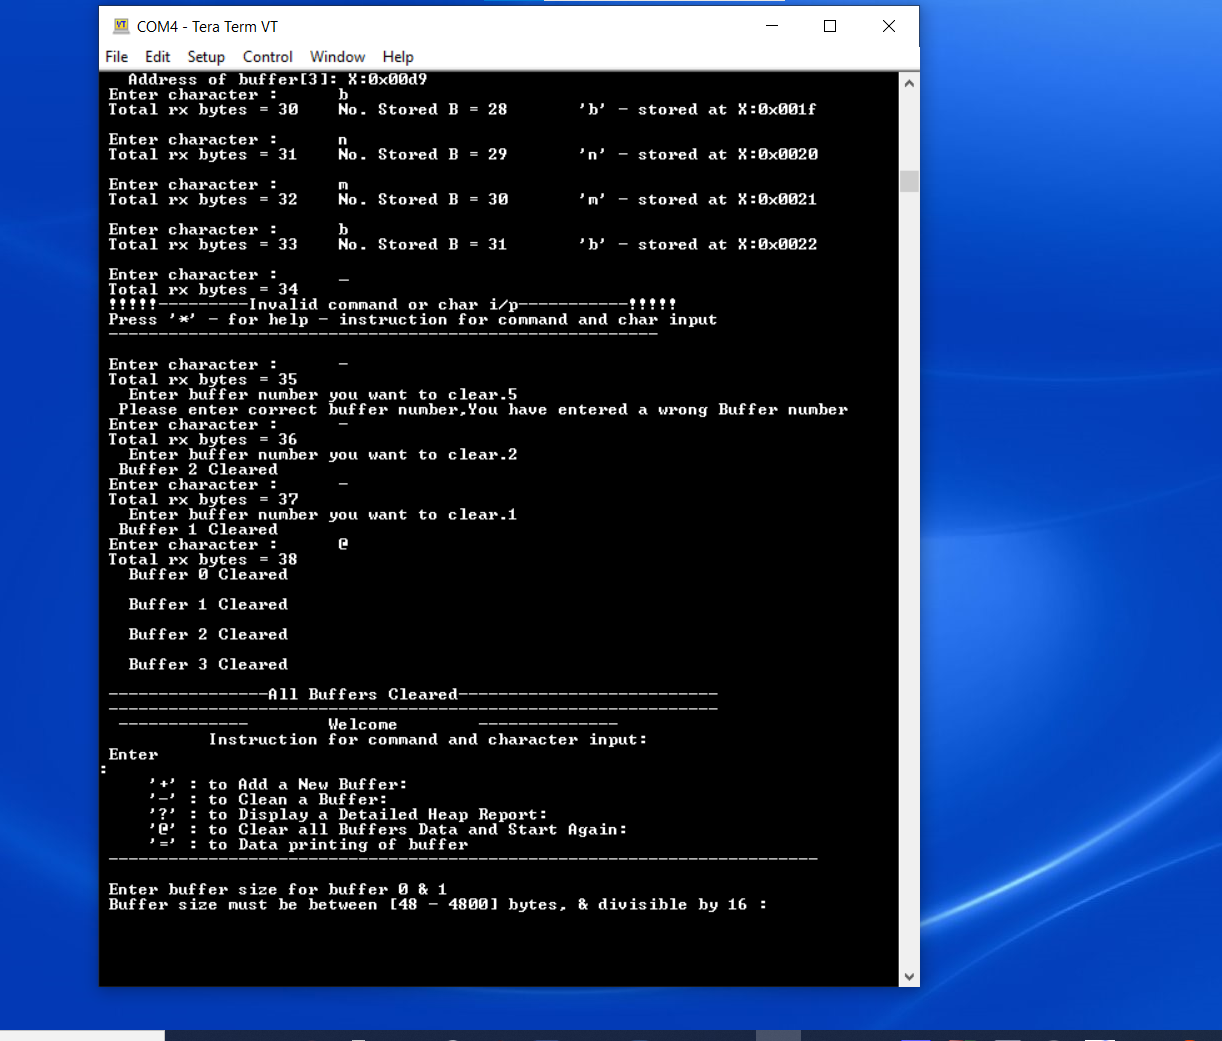 COM4 - Tera Term VT
File Edit Setup Control Window Help
Address of buffer[3]: X:0x00d9
Enter character : b
Total rx bytes = 30 No. Stored B = 28 'b' - stored at X:0x001f
Enter character : n
Total rx bytes = 31 No. Stored B = 29 'n' - stored at X:0x0020
Enter character : m
Total rx bytes = 32 No. Stored B = 30 'm' - stored at X:0x0021
Enter character : b
Total rx bytes = 33 No. Stored B = 31 'b' - stored at X:0x0022
Enter character : _
Total rx bytes = 34
!!!!!---------Invalid command or char i/p-----------!!!!!
Press '*' - for help - instruction for command and char input
-------------------------------------------------------
Enter character : -
Total rx bytes = 35
Enter buffer number you want to clear.5
Please enter correct buffer number,You have entered a wrong Buffer number
Enter character : -
Total rx bytes = 36
Enter buffer number you want to clear.2
Buffer 2 Cleared
Enter character : -
Total rx bytes = 37
Enter buffer number you want to clear.1
Buffer 1 Cleared
Enter character : @
Total rx bytes = 38
Buffer 0 Cleared
Buffer 1 Cleared
Buffer 2 Cleared
Buffer 3 Cleared
----------------All Buffers Cleared--------------------------
-------------------------------------------------------------
------------- Welcome --------------
Instruction for command and character input:
Enter
:
'+' : to Add a New Buffer:
'-' : to Clean a Buffer:
'?' : to Display a Detailed Heap Report:
'@' : to Clear all Buffers Data and Start Again:
'=' : to Data printing of buffer
-----------------------------------------------------------------------
Enter buffer size for buffer 0 & 1
Buffer size must be between [48 - 4800] bytes, & divisible by 16 :